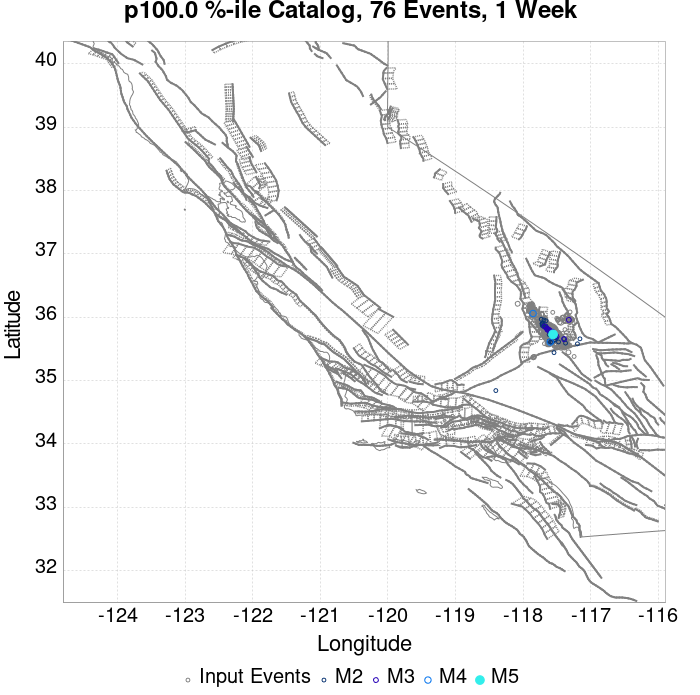 p100.0 %-ile Catalog, 76 Events, 1 Week
40
39
38
37
36
35
34
33
32
Latitude
-124 -123 -122 -121 -120 -119 -118 -117 -116
Longitude
Input Events M2 M3 M4 M5